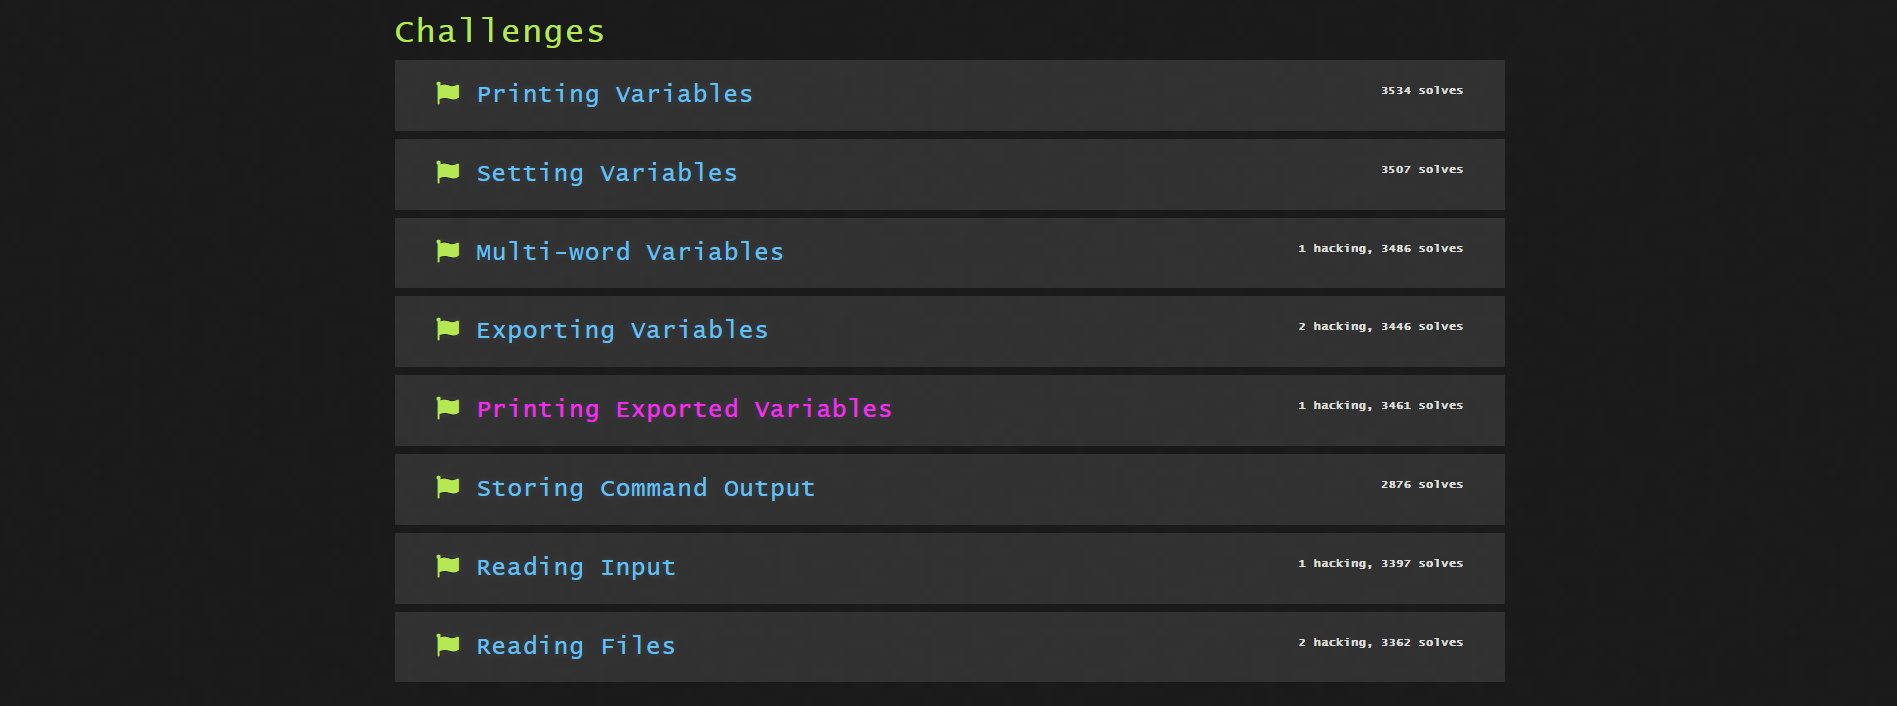 Challenges
Printing Variables 3534 solves
Setting Variables 3507 solves
Multi-word Variables 1 hacking, 3486 solves
Exporting Variables 2 hacking, 3446 solves
Printing Exported Variables 1 hacking, 3461 solves
Storing Command Output 2876 solves
Reading Input 1 hacking, 3397 solves
Reading Files 2 hacking, 3362 solves